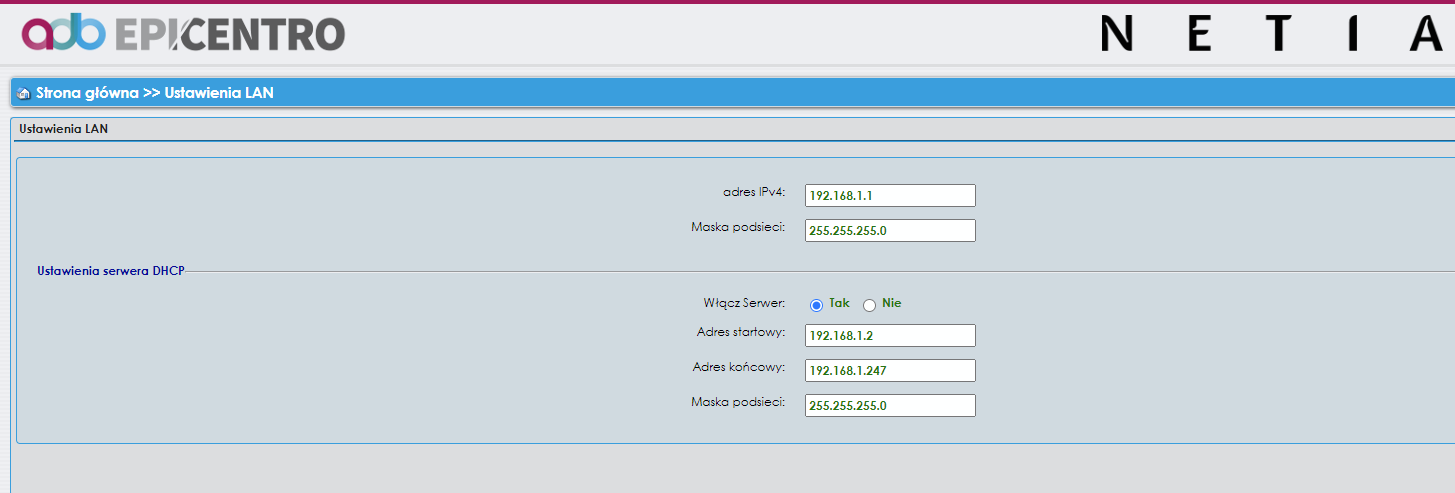 adb EPICENTRO
NETIA
Strona główna >> Ustawienia LAN
Ustawienia LAN
adres IPv4: 192.168.1.1
Maska podsieci: 255.255.255.0
Ustawienia serwera DHCP
Włącz Serwer: Tak Nie
Adres startowy: 192.168.1.2
Adres końcowy: 192.168.1.247
Maska podsieci: 255.255.255.0